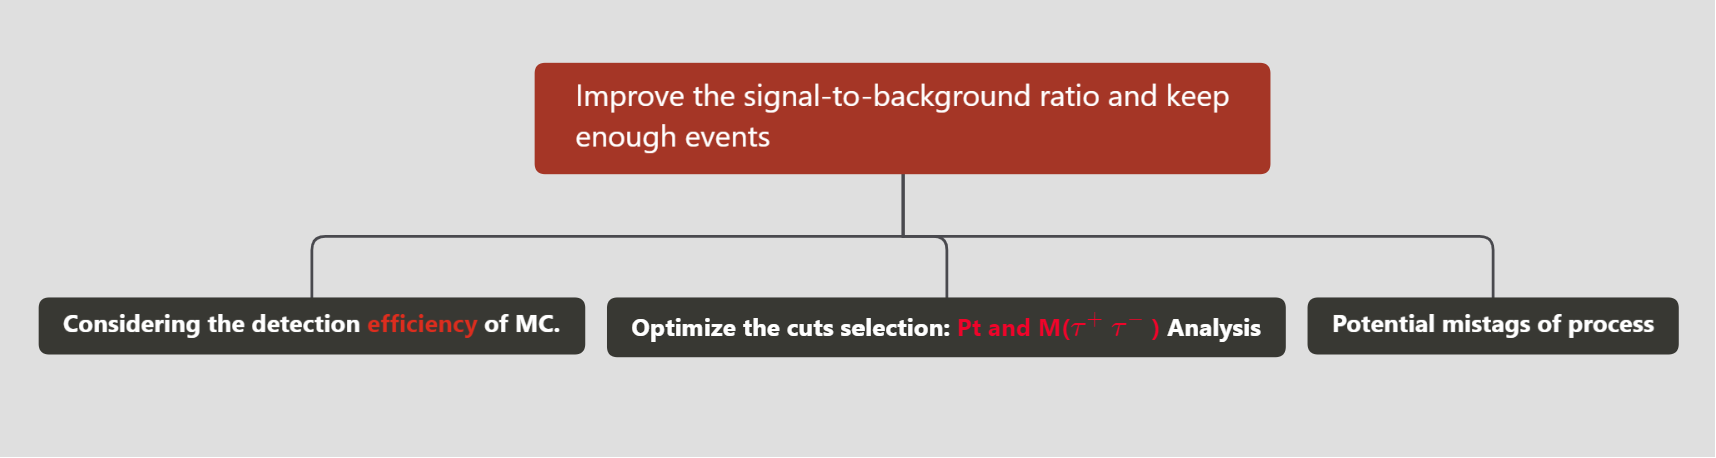 Improve the signal-to-background ratio and keep
enough events
Considering the detection efficiency of MC.
Optimize the cuts selection: Pt and M(τ⁺ τ⁻ ) Analysis
Potential mistags of process